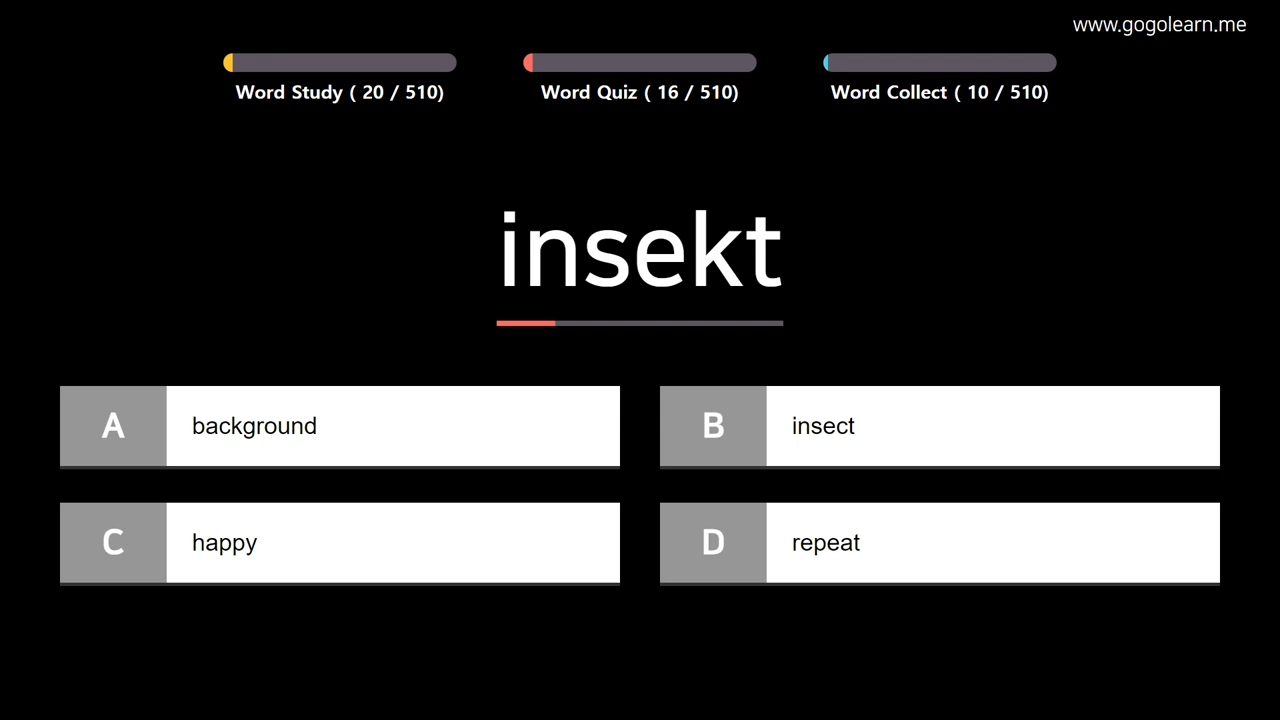 www.gogolearn.me
Word Study ( 20 / 510)
Word Quiz ( 16 / 510)
Word Collect ( 10 / 510)
insekt
A background
B insect
C happy
D repeat